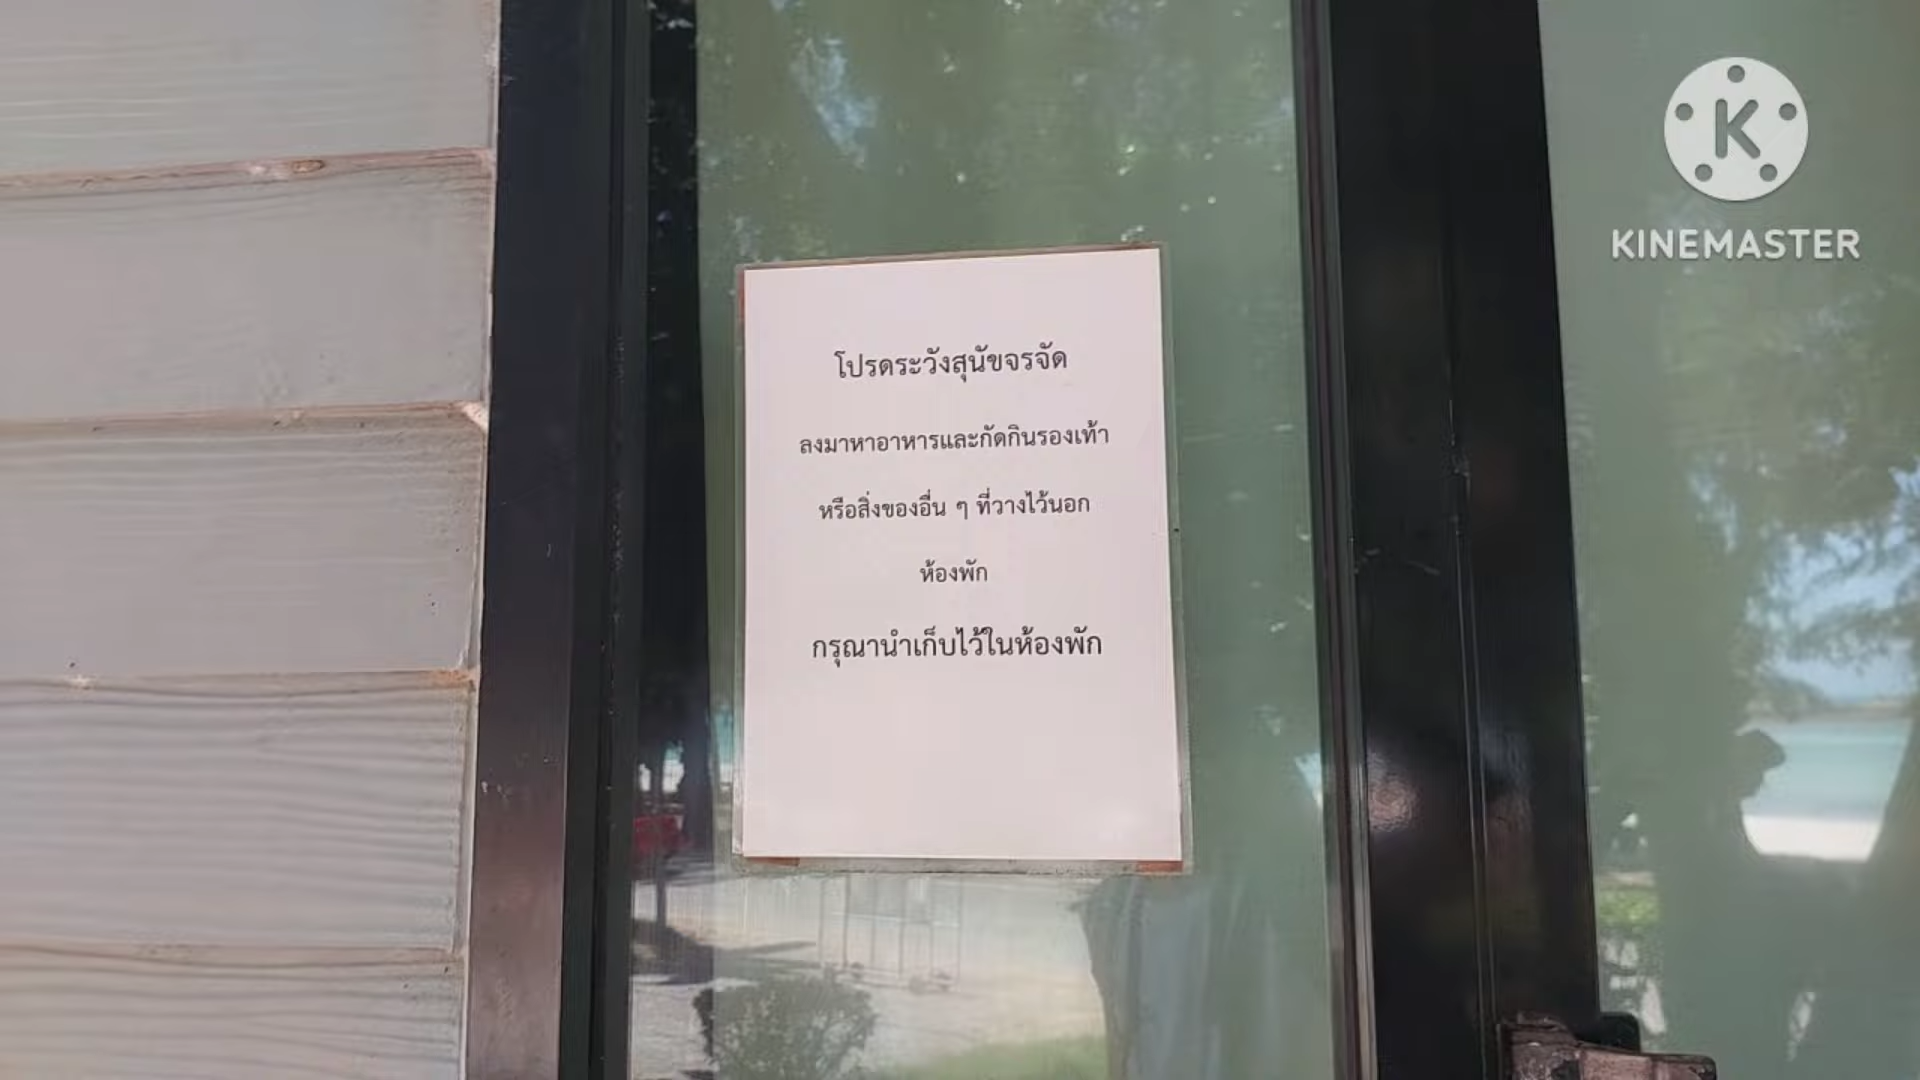 KINEMASTER
โปรดระวังสุนัขจรจัด
ลงมาหาอาหารและกัดกินรองเท้า
หรือสิ่งของอื่น ๆ ที่วางไว้นอก
ห้องพัก
กรุณานำเก็บไว้ในห้องพัก